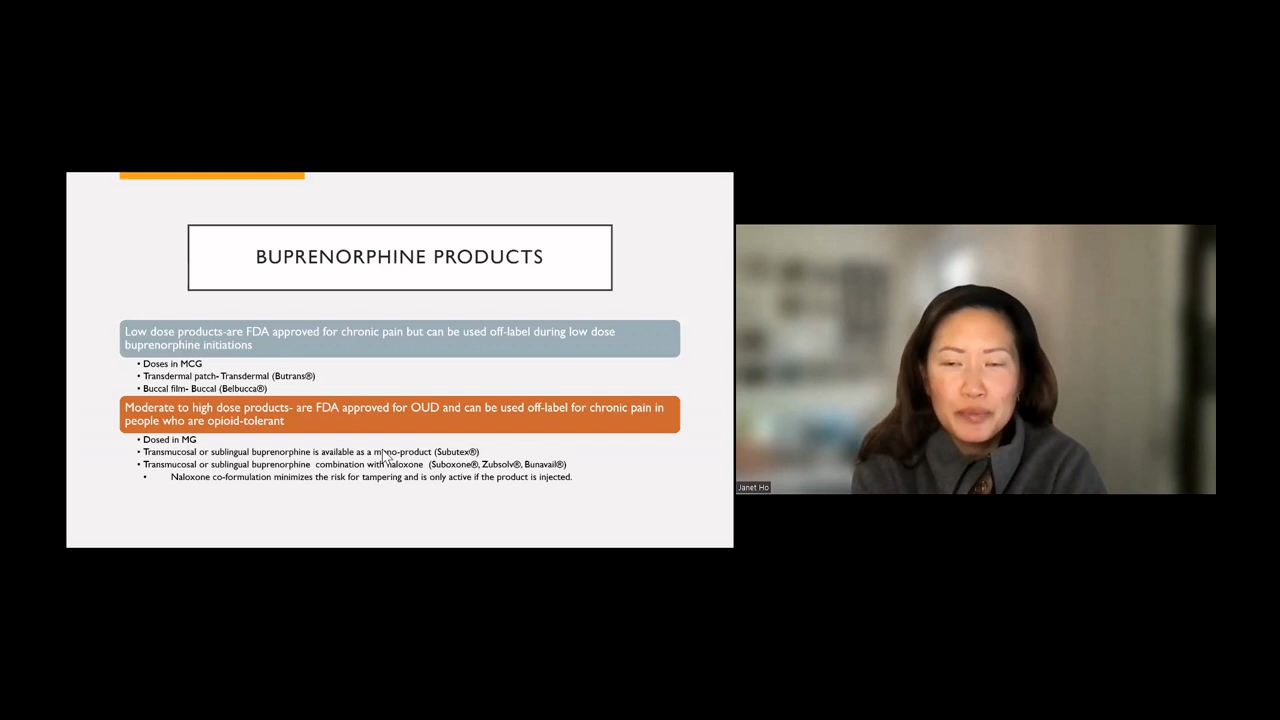 BUPRENORPHINE PRODUCTS
Low dose products-are FDA approved for chronic pain but can be used off-label during low dose
buprenorphine initiations
• Doses in MCG
• Transdermal patch- Transdermal (Butrans®)
• Buccal film- Buccal (Belbucca®)
Moderate to high dose products- are FDA approved for OUD and can be used off-label for chronic pain in
people who are opioid-tolerant
• Dosed in MG
• Transmucosal or sublingual buprenorphine is available as a mono-product (Subutex®)
• Transmucosal or sublingual buprenorphine combination with naloxone (Suboxone®, Zubsolv®, Bunavail®)
• Naloxone co-formulation minimizes the risk for tampering and is only active if the product is injected.
Janet Ho